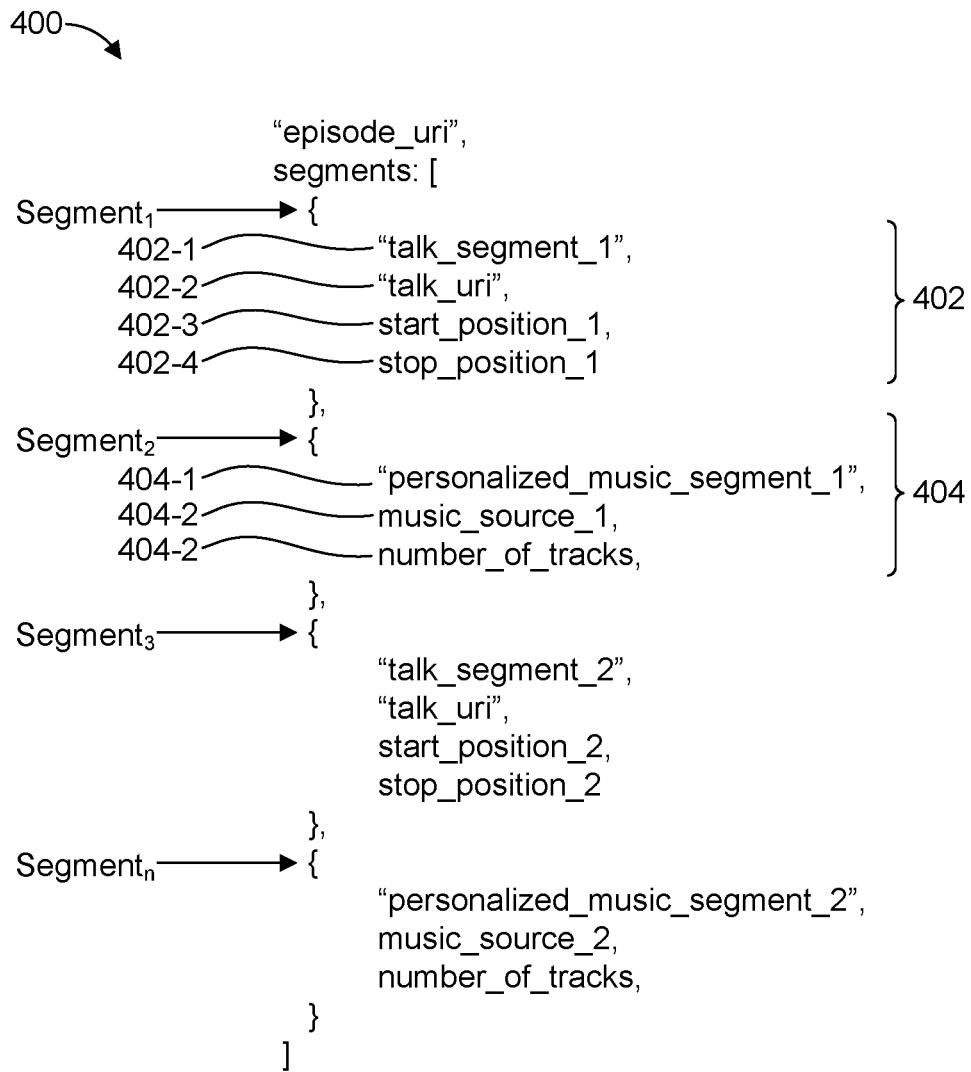 400
“episode_uri”,
segments: [
Segment₁ {
402-1 “talk_segment_1”,
402-2 “talk_uri”, 402
402-3 start_position_1,
402-4 stop_position_1
},
Segment₂ {
404-1 “personalized_music_segment_1”, 404
404-2 music_source_1,
404-2 number_of_tracks,
},
Segment₃ {
“talk_segment_2”,
“talk_uri”,
start_position_2,
stop_position_2
},
Segmentₙ {
“personalized_music_segment_2”,
music_source_2,
number_of_tracks,
}
]